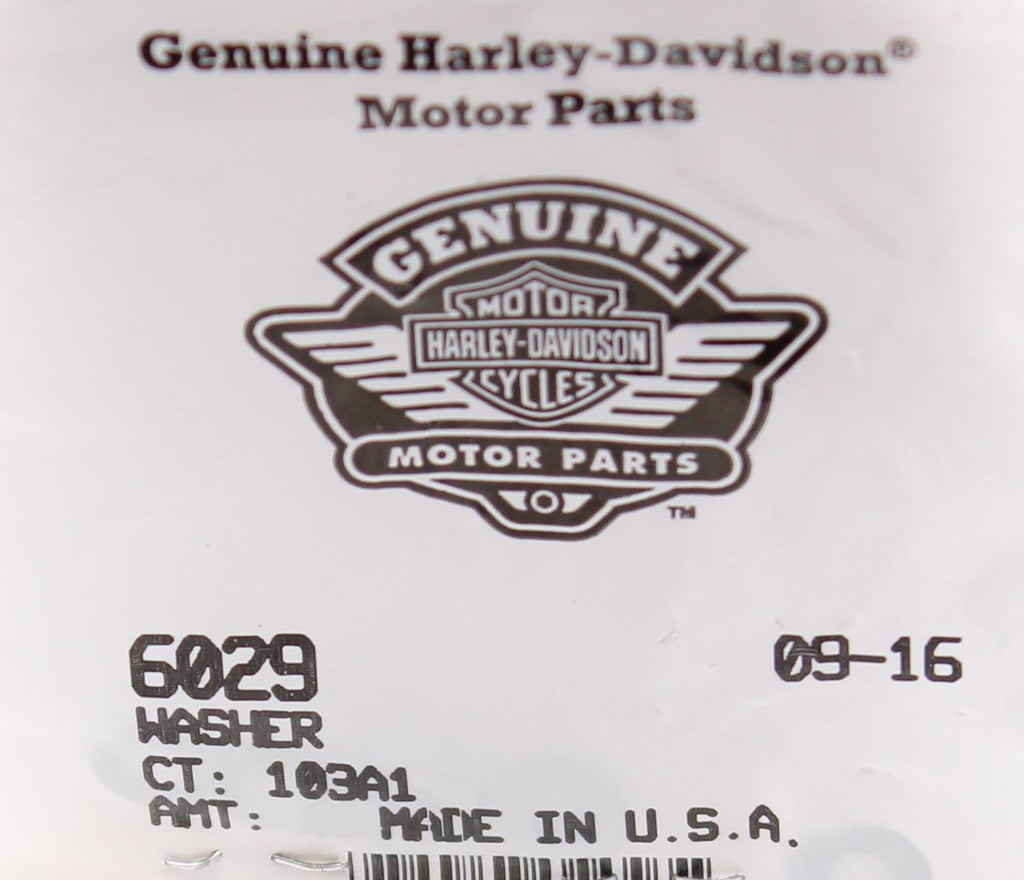 Genuine Harley-Davidson®
Motor Parts
GENUINE
MOTOR
HARLEY-DAVIDSON
CYCLES
MOTOR PARTS
TM
6029
09-16
WASHER
CT: 103A1
AMT:
MADE IN U.S.A.